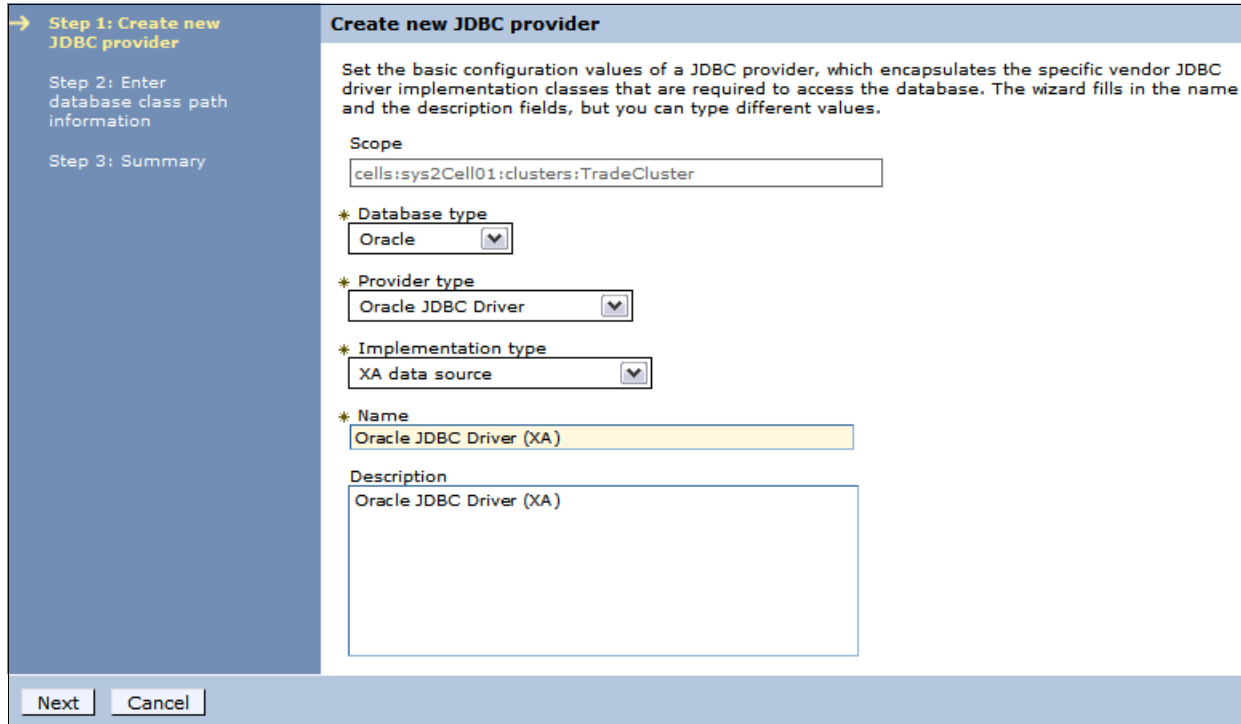 Step 1: Create new
JDBC provider
Step 2: Enter
database class path
information
Step 3: Summary
Create new JDBC provider
Set the basic configuration values of a JDBC provider, which encapsulates the specific vendor JDBC
driver implementation classes that are required to access the database. The wizard fills in the name
and the description fields, but you can type different values.
Scope
cells:sys2Cell01:clusters:TradeCluster
* Database type
Oracle
* Provider type
Oracle JDBC Driver
* Implementation type
XA data source
* Name
Oracle JDBC Driver (XA)
Description
Oracle JDBC Driver (XA)
Next Cancel